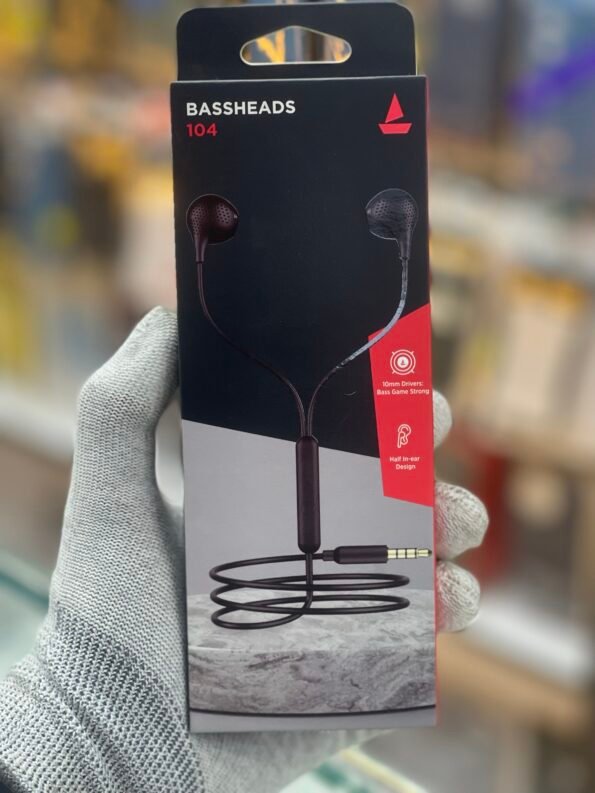 BASSHEADS
104
10mm Drivers:
Bass Game Strong
Half In-ear
Design